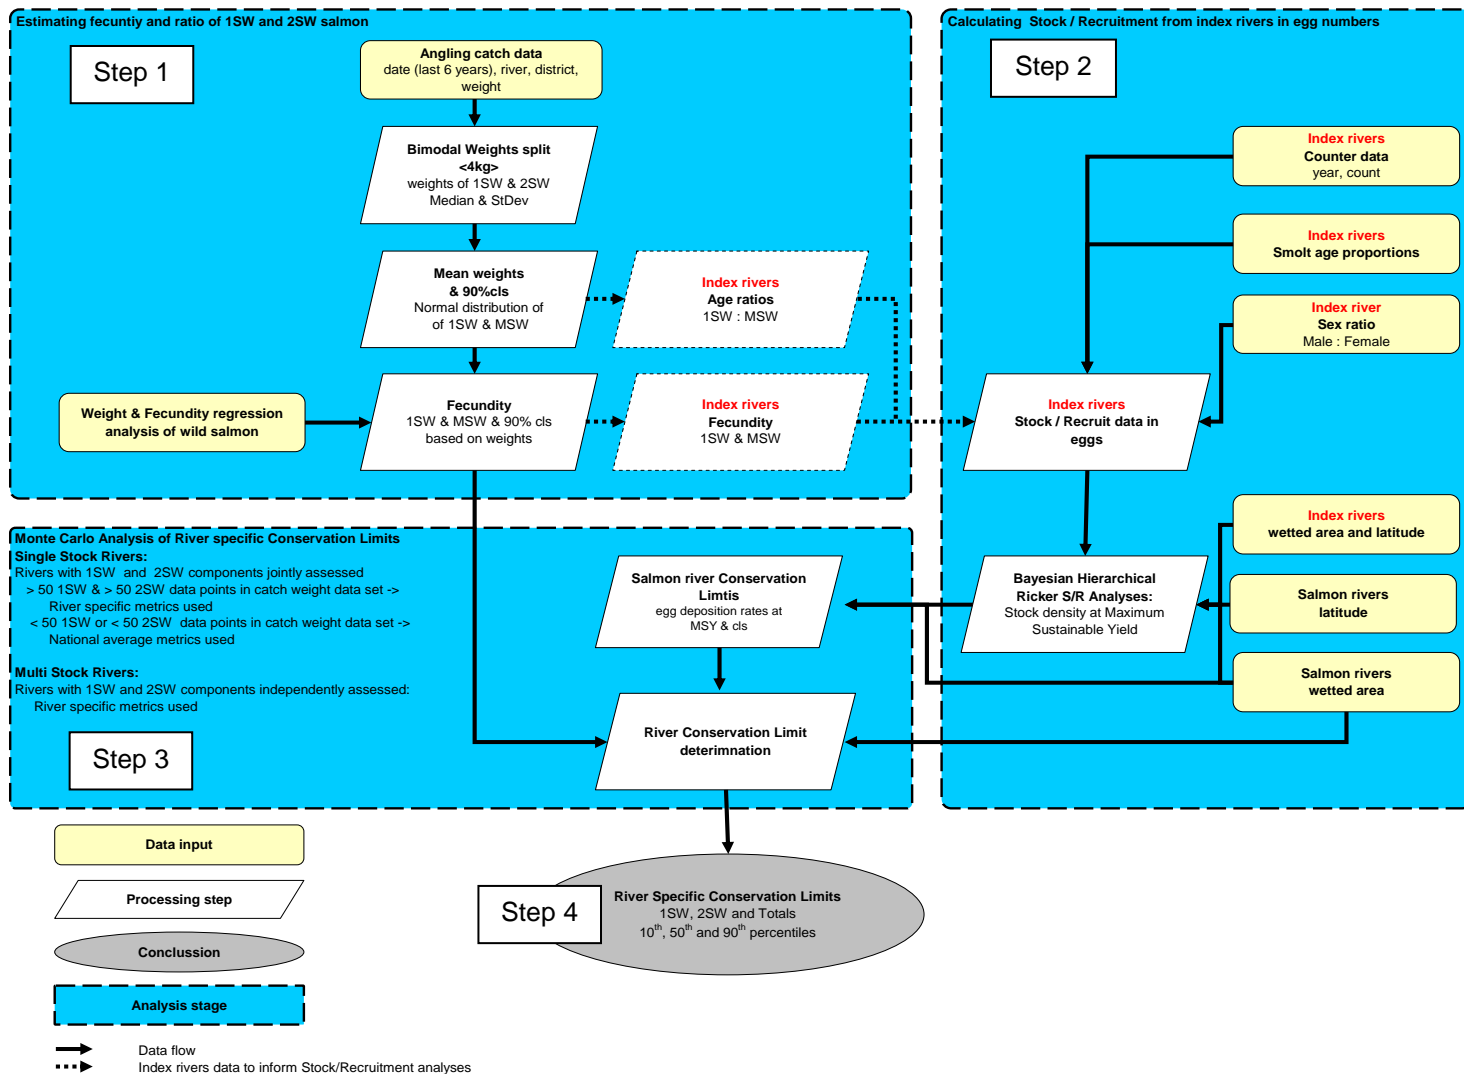 Estimating fecuntiy and ratio of 1SW and 2SW salmon
Step 1
Angling catch data
date (last 6 years), river, district,
weight
Bimodal Weights split
<4kg>
weights of 1SW & 2SW
Median & StDev
Mean weights
& 90%cls
Normal distribution of
of 1SW & MSW
Index rivers
Age ratios
1SW : MSW
Weight & Fecundity regression
analysis of wild salmon
Fecundity
1SW & MSW & 90% cls
based on weights
Index rivers
Fecundity
1SW & MSW
Calculating Stock / Recruitment from index rivers in egg numbers
Step 2
Index rivers
Counter data
year, count
Index rivers
Smolt age proportions
Index river
Sex ratio
Male : Female
Index rivers
Stock / Recruit data in
eggs
Index rivers
wetted area and latitude
Bayesian Hierarchical
Ricker S/R Analyses:
Stock density at Maximum
Sustainable Yield
Salmon rivers
latitude
Salmon rivers
wetted area
Monte Carlo Analysis of River specific Conservation Limits
Single Stock Rivers:
Rivers with 1SW and 2SW components jointly assessed
> 50 1SW & > 50 2SW data points in catch weight data set ->
River specific metrics used
< 50 1SW or < 50 2SW data points in catch weight data set ->
National average metrics used
Multi Stock Rivers:
Rivers with 1SW and 2SW components independently assessed:
River specific metrics used
Step 3
Salmon river Conservation
Limtis
egg deposition rates at
MSY & cls
River Conservation Limit
deterimnation
Step 4
River Specific Conservation Limits
1SW, 2SW and Totals
10th, 50th and 90th percentiles
Data input
Processing step
Conclussion
Analysis stage
Data flow
Index rivers data to inform Stock/Recruitment analyses